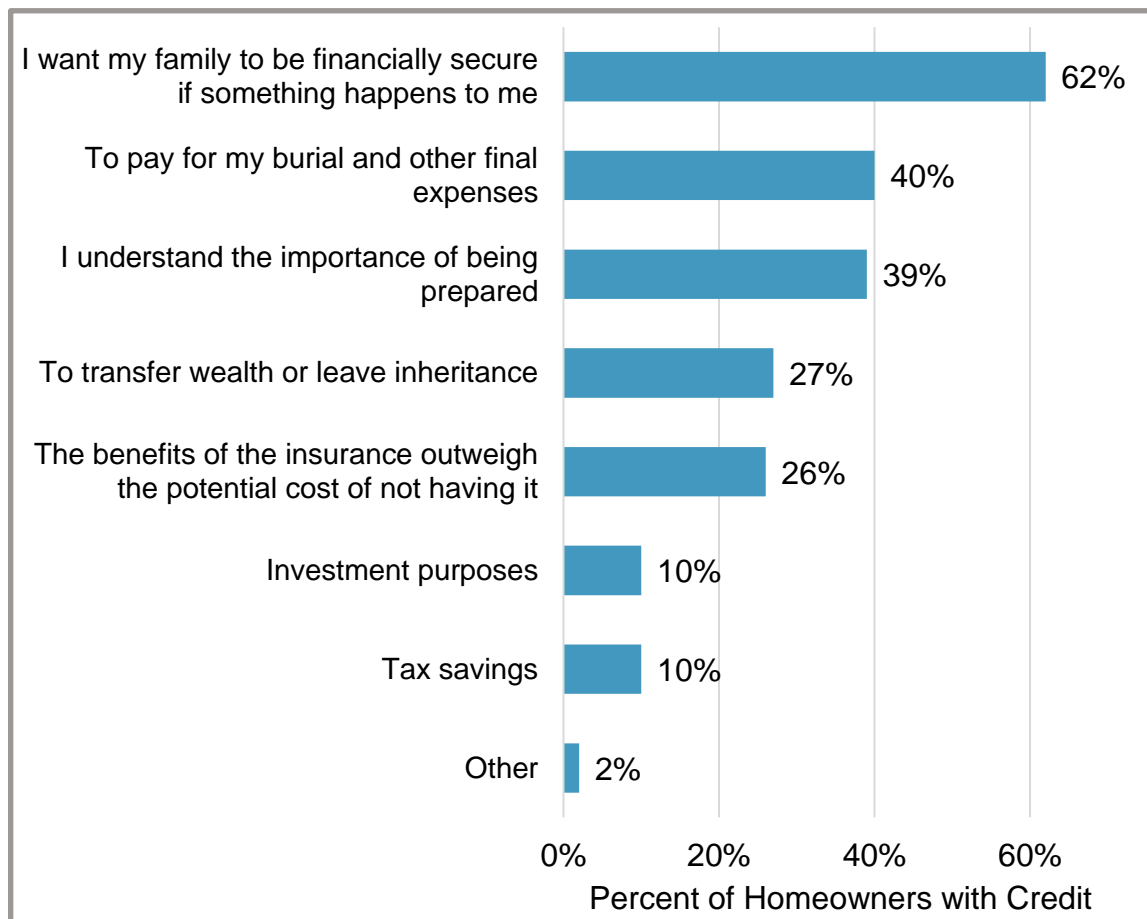 I want my family to be financially secure
if something happens to me
62%
To pay for my burial and other final
expenses
40%
I understand the importance of being
prepared
39%
To transfer wealth or leave inheritance
27%
The benefits of the insurance outweigh
the potential cost of not having it
26%
Investment purposes
10%
Tax savings
10%
Other
2%
0%
20%
40%
60%
Percent of Homeowners with Credit